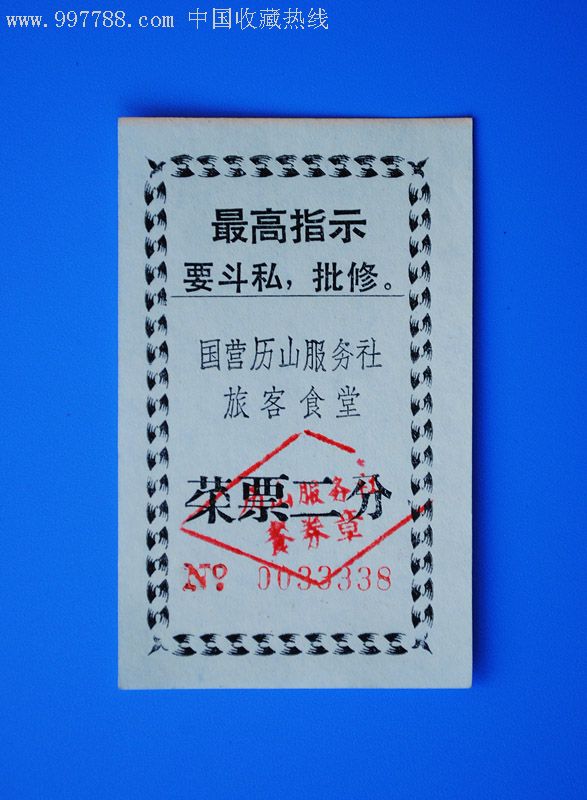 www.997788.com 中国收藏热线
最高指示
要斗私，批修。
国营历山服务社
旅客食堂
菜票二分
历山服务社
餐券章
No 0033338